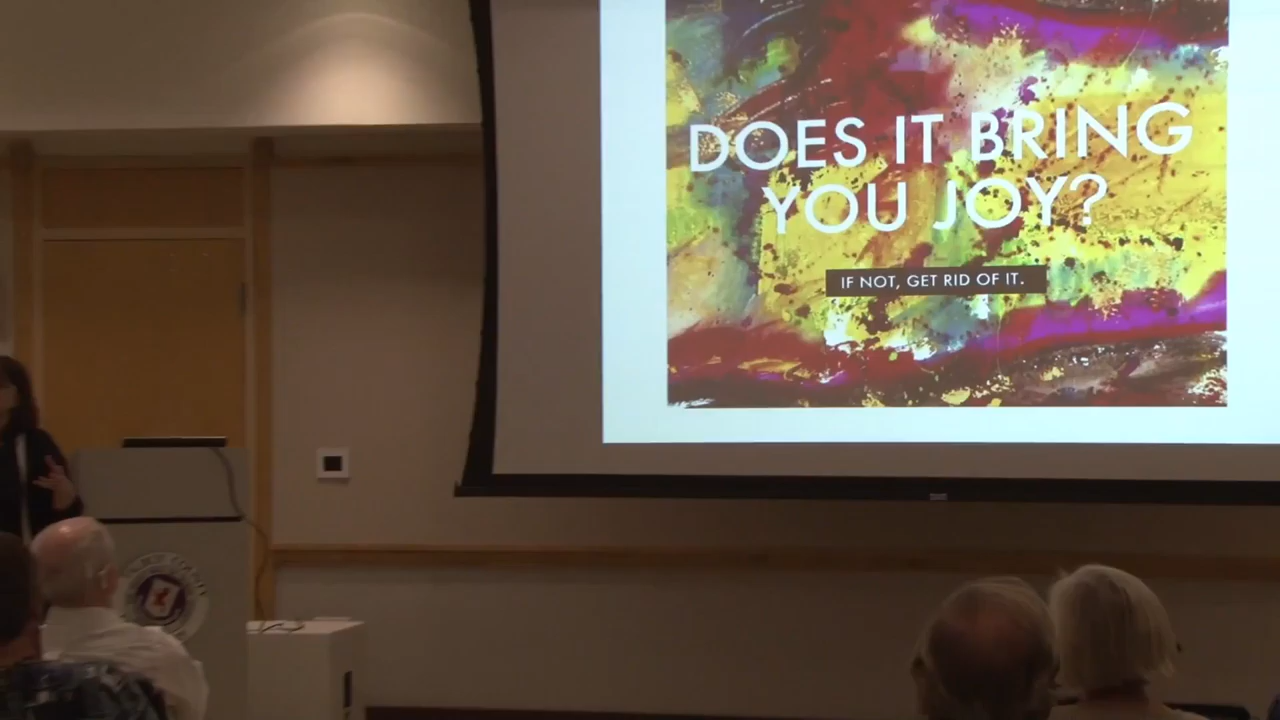 DOES IT BRING
YOU JOY?
IF NOT, GET RID OF IT.